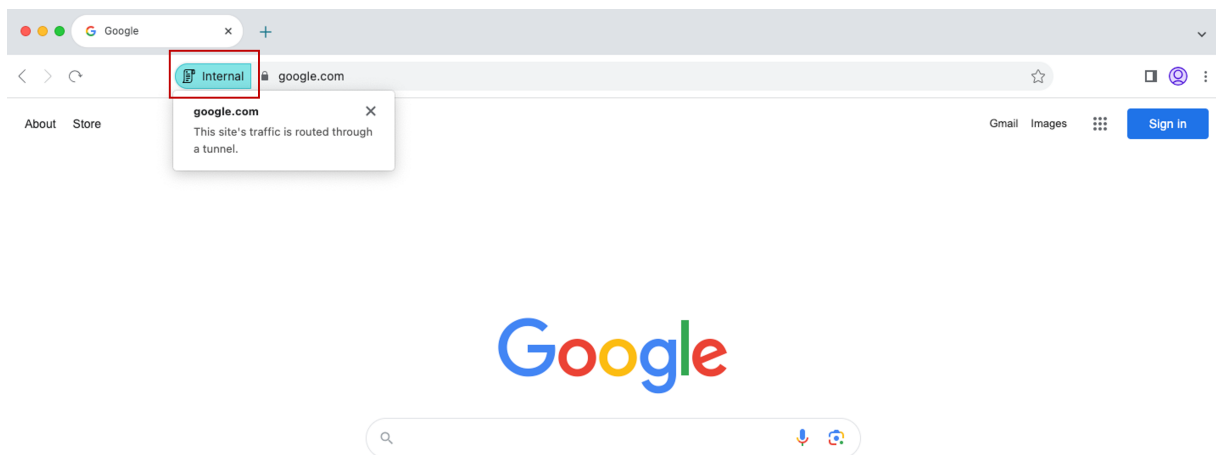 Google
Internal google.com
google.com
This site's traffic is routed through
a tunnel.
About Store
Gmail Images Sign in
Google